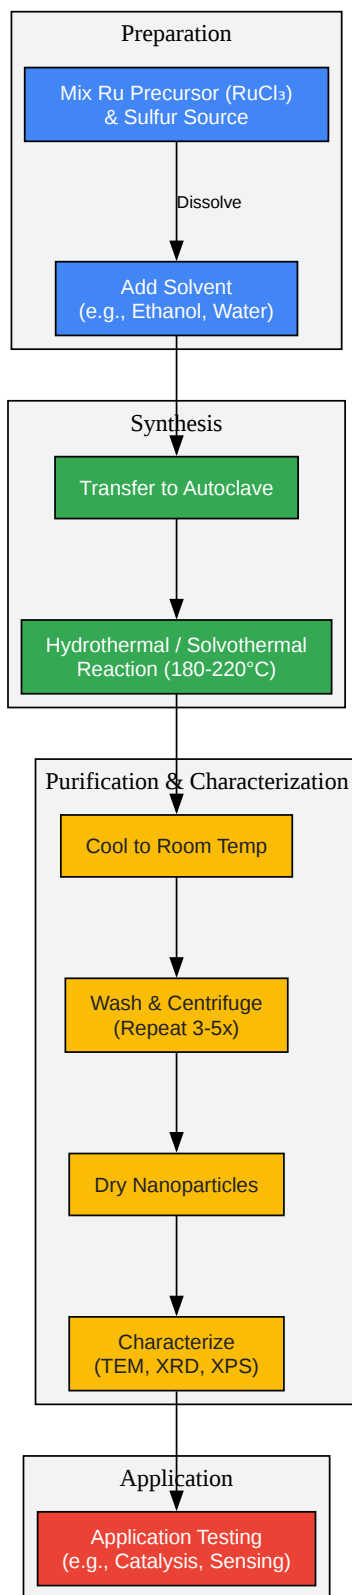 Preparation
Mix Ru Precursor (RuCl₃)
& Sulfur Source
Dissolve
Add Solvent
(e.g., Ethanol, Water)
Synthesis
Transfer to Autoclave
Hydrothermal / Solvothermal
Reaction (180-220°C)
Purification & Characterization
Cool to Room Temp
Wash & Centrifuge
(Repeat 3-5x)
Dry Nanoparticles
Characterize
(TEM, XRD, XPS)
Application
Application Testing
(e.g., Catalysis, Sensing)